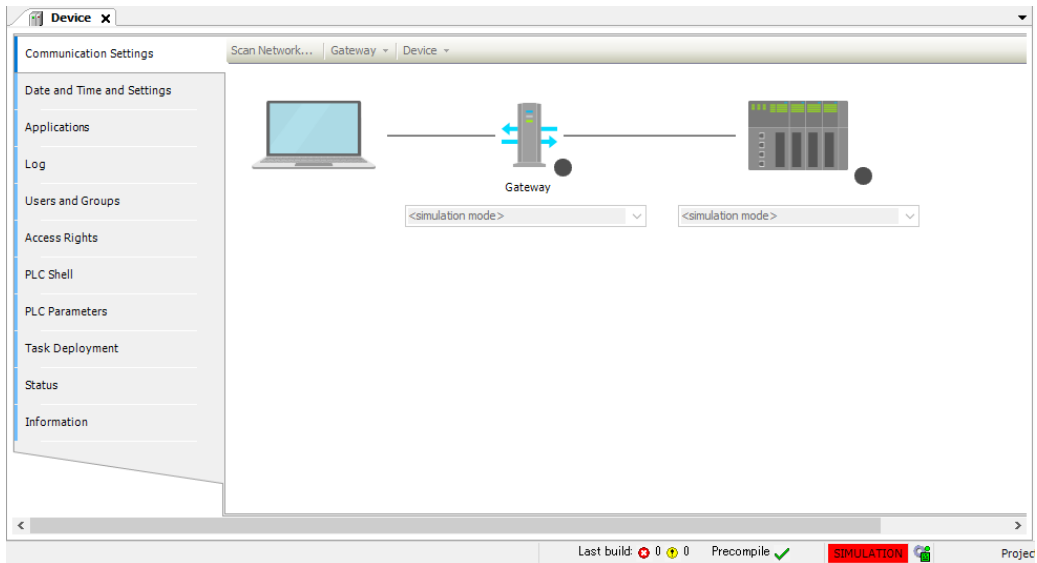 Device
Communication Settings
Scan Network... Gateway Device
Date and Time and Settings
Applications
Log
Users and Groups
Access Rights
PLC Shell
PLC Parameters
Task Deployment
Status
Information
Gateway
<simulation mode> <simulation mode>
Last build: 0 0 Precompile SIMULATION Projec